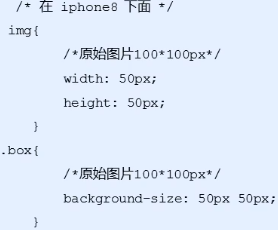 /* 在 iphone8 下面 */
img{
/*原始图片100*100px*/
width: 50px;
height: 50px;
}
.box{
/*原始图片100*100px*/
background-size: 50px 50px;
}